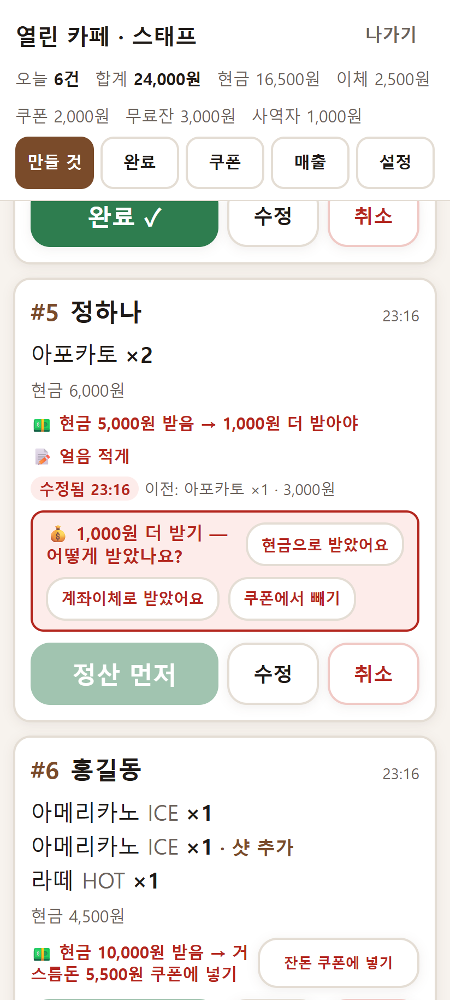 열린 카페 · 스태프
나가기
오늘 6건 합계 24,000원 현금 16,500원 이체 2,500원
쿠폰 2,000원 무료잔 3,000원 사역자 1,000원
만들 것 완료 쿠폰 매출 설정
완료 ✓ 수정 취소
#5 정하나 23:16
아포카토 ×2
현금 6,000원
💵 현금 5,000원 받음 → 1,000원 더 받아야
📝 얼음 적게
수정됨 23:16 이전: 아포카토 ×1 · 3,000원
💰 1,000원 더 받기 —
어떻게 받았나요?
현금으로 받았어요
계좌이체로 받았어요 쿠폰에서 빼기
정산 먼저 수정 취소
#6 홍길동 23:16
아메리카노 ICE ×1
아메리카노 ICE ×1 · 샷 추가
라떼 HOT ×1
현금 4,500원
💵 현금 10,000원 받음 → 거
스름돈 5,500원 쿠폰에 넣기
잔돈 쿠폰에 넣기